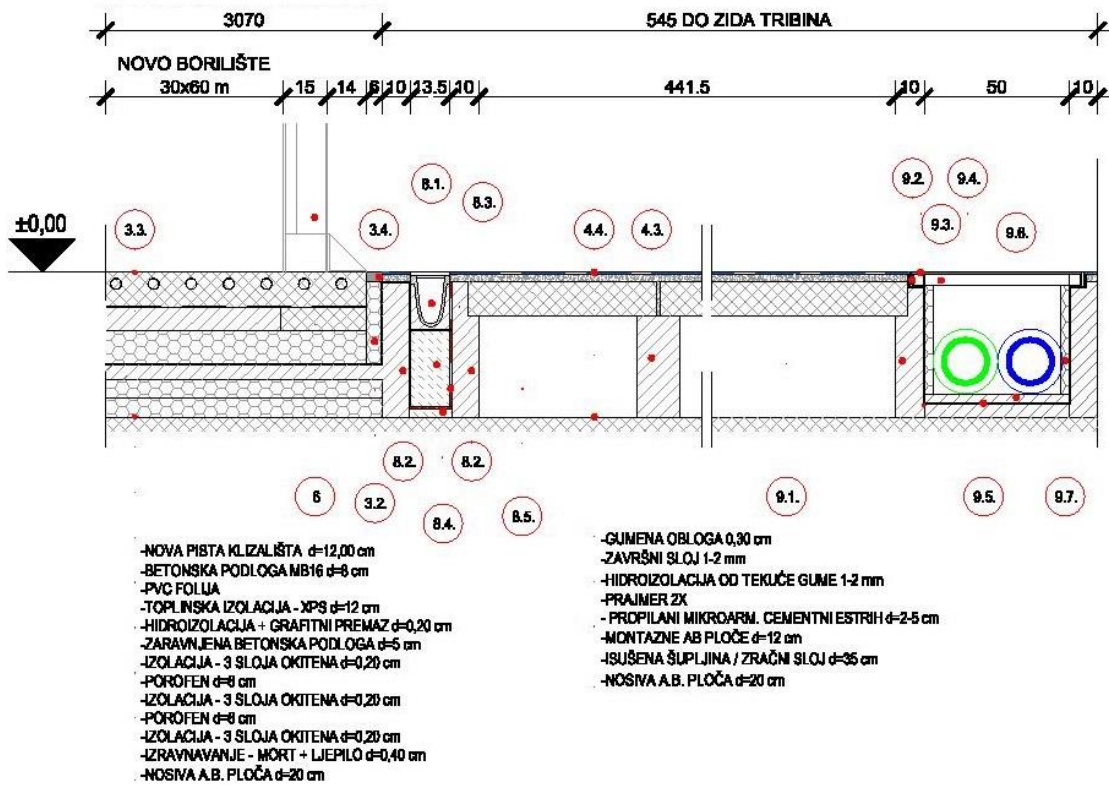 3070 545 DO ZIDA TRIBINA
NOVO BORILIŠTE
30x60 m 15 14 6 10 13.5 10 441.5 10 50 10
8.1. 9.2. 9.4.
8.3.
9.3.
±0,00 3.3. 3.4. 4.4. 4.3. 9.6.
8.2. 8.2.
6 3.2. 9.1. 9.5. 9.7.
8.4. 8.5.
-NOVA PISTA KLIZALIŠTA d=12,00 cm
-BETONSKA PODLOGA MB16 d=8 cm
-PVC FOLIJA
-TOPLINSKA IZOLACIJA - XPS d=12 cm
-HIDROIZOLACIJA + GRAFITNI PREMAZ d=0,20 cm
-ZARAVNJENA BETONSKA PODLOGA d=5 cm
-IZOLACIJA - 3 SLOJA OKITENA d=0,20 cm
-POROFEN d=8 cm
-IZOLACIJA - 3 SLOJA OKITENA d=0,20 cm
-POROFEN d=8 cm
-IZOLACIJA - 3 SLOJA OKITENA d=0,20 cm
-IZRAVNAVANJE - MORT + LJEPILO d=0,40 cm
-NOSIVA A.B. PLOČA d=20 cm
-GUMENA OBLOGA 0,30 cm
-ZAVRŠNI SLOJ 1-2 mm
-HIDROIZOLACIJA OD TEKUĆE GUME 1-2 mm
-PRAJMER 2X
- PROPILANI MIKROARM. CEMENTNI ESTRIH d=2-5 cm
-MONTAZNE AB PLOČE d=12 cm
-ISUŠENA ŠUPLJINA / ZRAČNI SLOJ d=35 cm
-NOSIVA A.B. PLOČA d=20 cm